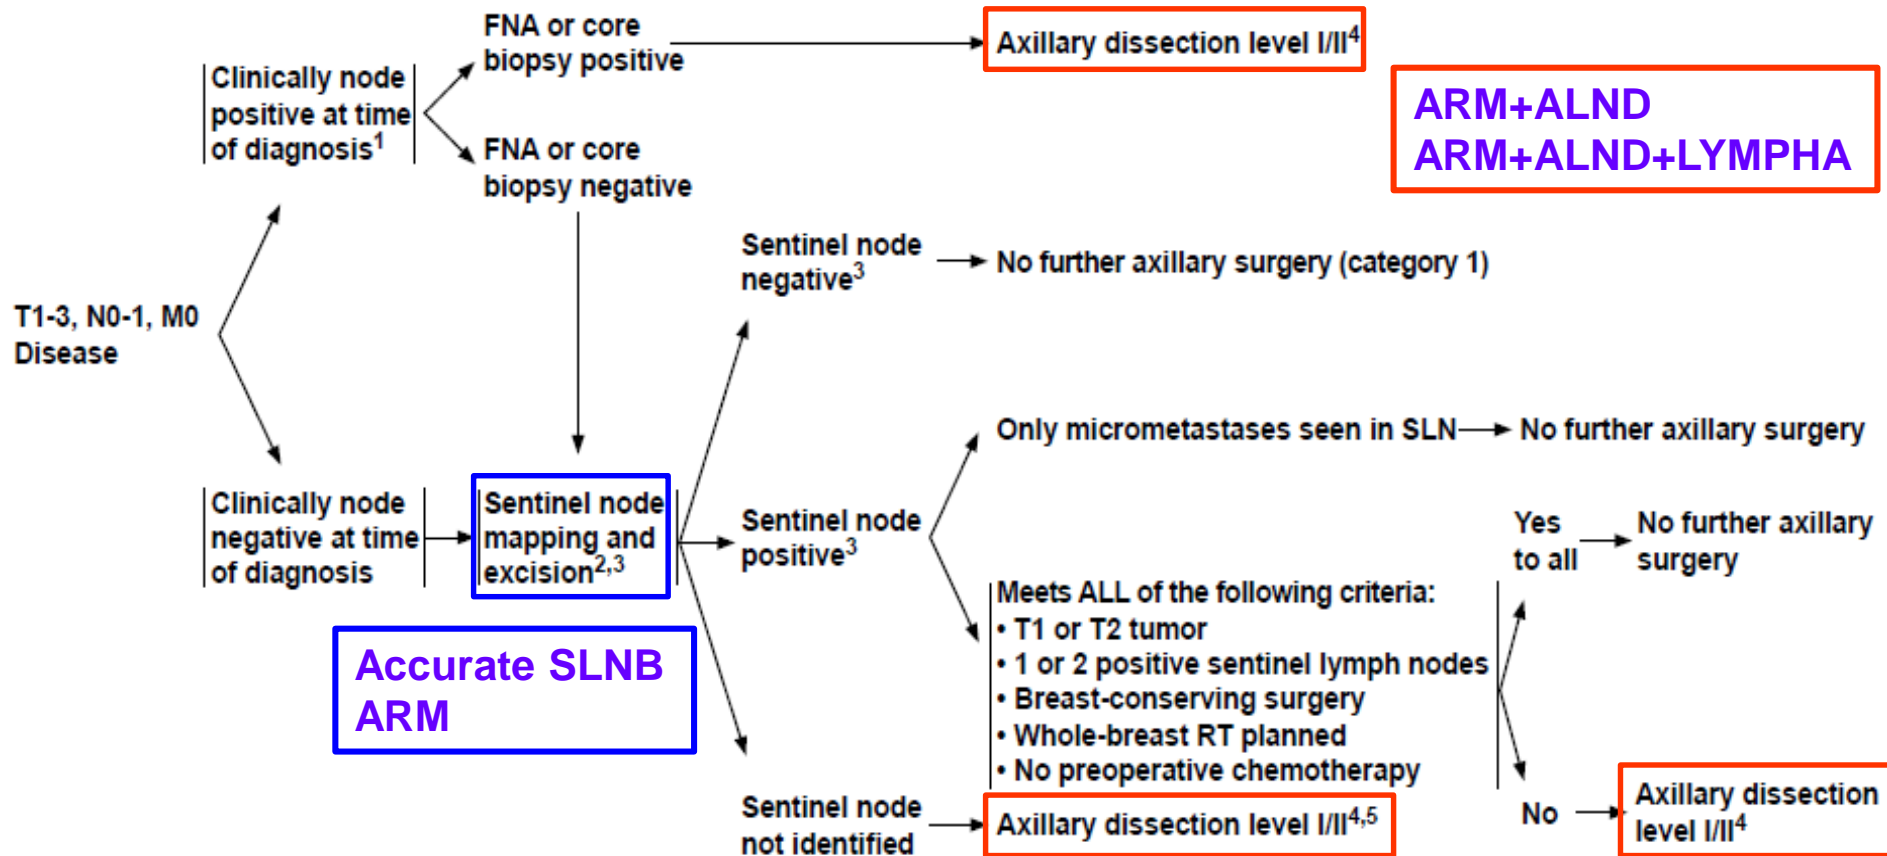 FNA or core
biopsy positive
Axillary dissection level I/II4
Clinically node
positive at time
of diagnosis1
ARM+ALND
ARM+ALND+LYMPHA
FNA or core
biopsy negative
Sentinel node
negative3
No further axillary surgery (category 1)
T1-3, N0-1, M0
Disease
Only micrometastases seen in SLN
No further axillary surgery
Clinically node
negative at time
of diagnosis
Sentinel node
mapping and
excision2,3
Sentinel node
positive3
Yes
to all
No further axillary
surgery
Meets ALL of the following criteria:
• T1 or T2 tumor
• 1 or 2 positive sentinel lymph nodes
• Breast-conserving surgery
• Whole-breast RT planned
• No preoperative chemotherapy
Accurate SLNB
ARM
Sentinel node
not identified
Axillary dissection level I/II4,5
No
Axillary dissection
level I/II4